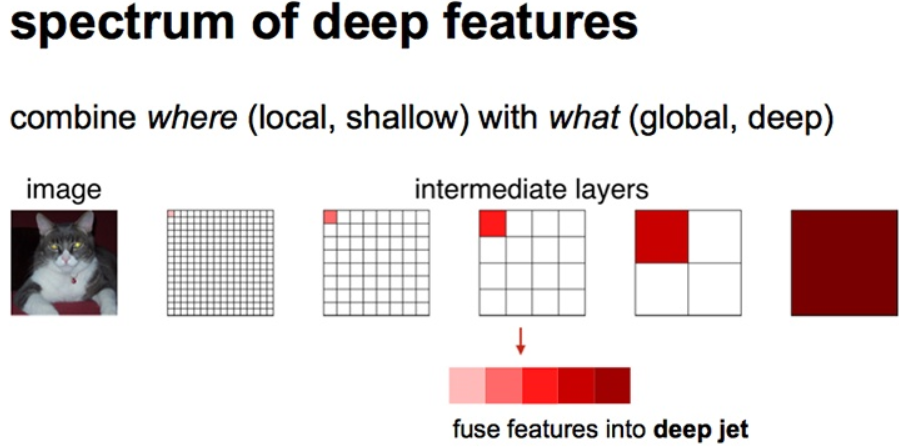 spectrum of deep features
combine where (local, shallow) with what (global, deep)
image
intermediate layers
fuse features into deep jet